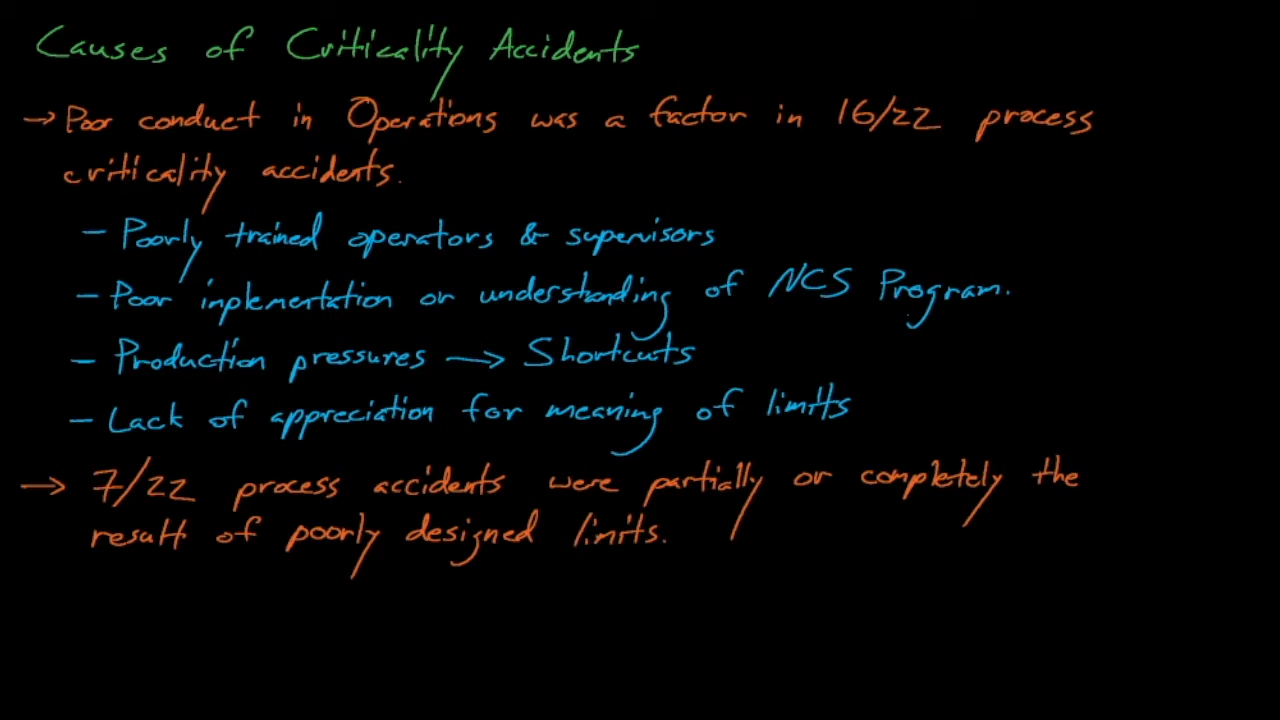 Causes of Criticality Accidents
→ Poor conduct in Operations was a factor in 16/22 process
criticality accidents.
- Poorly trained operators & supervisors
- Poor inplementation or understanding of NCS Program.
- Production pressures → Shortcuts
- Lack of appreciation for meaning of limits
→ 7/22 process accidents were partially or completely the
result of poorly designed limits.